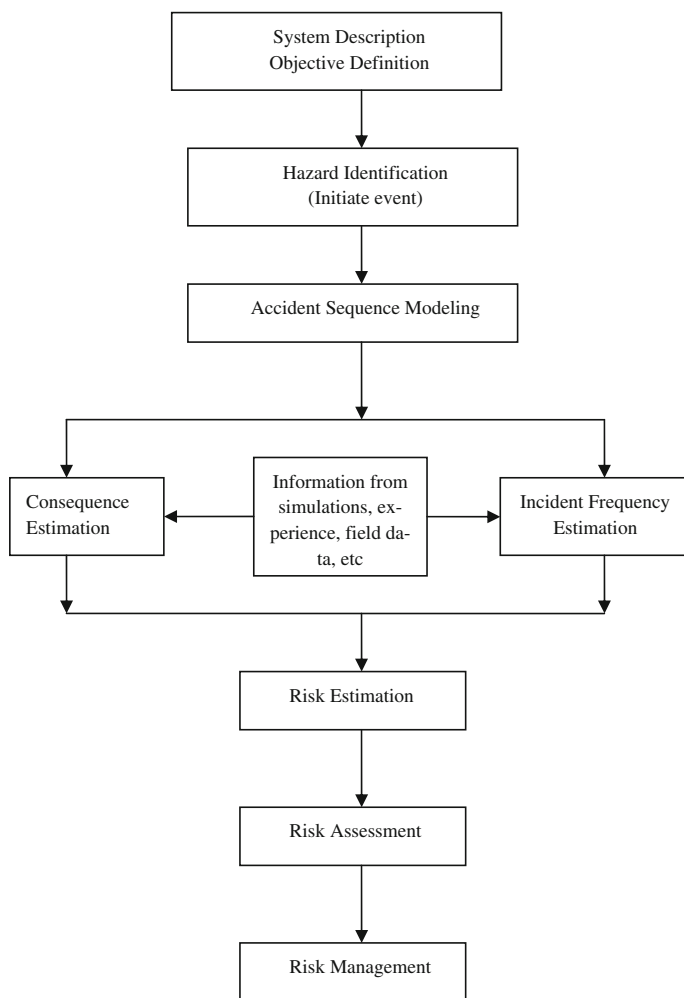 System Description
Objective Definition
Hazard Identification
(Initiate event)
Accident Sequence Modeling
Consequence
Estimation
Information from
simulations, ex-
perience, field da-
ta, etc
Incident Frequency
Estimation
Risk Estimation
Risk Assessment
Risk Management